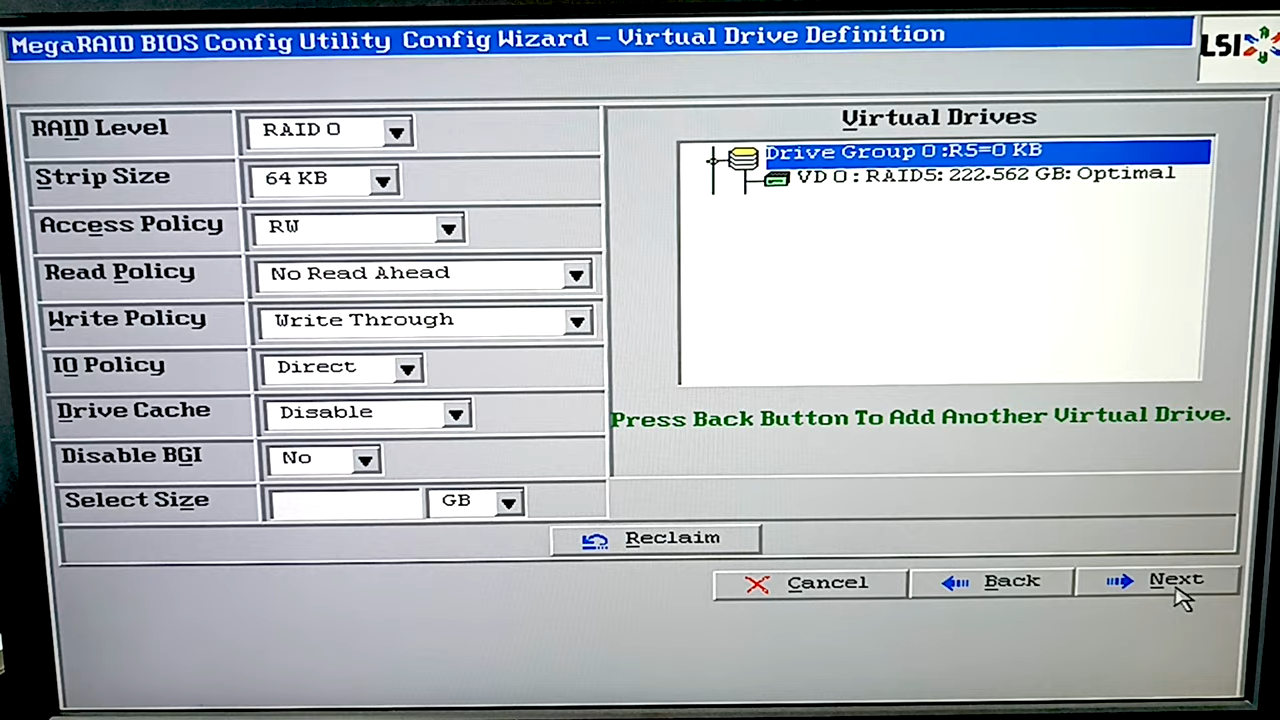 MegaRAID BIOS Config Utility Config Wizard – Virtual Drive Definition
LSI
RAID Level
RAID 0
Strip Size
64 KB
Access Policy
RW
Read Policy
No Read Ahead
Write Policy
Write Through
IO Policy
Direct
Drive Cache
Disable
Disable BGI
No
Select Size
GB
Virtual Drives
Drive Group 0 :R5=0 KB
VD 0 : RAID5: 222.562 GB: Optimal
Press Back Button To Add Another Virtual Drive.
Reclaim
Cancel
Back
Next